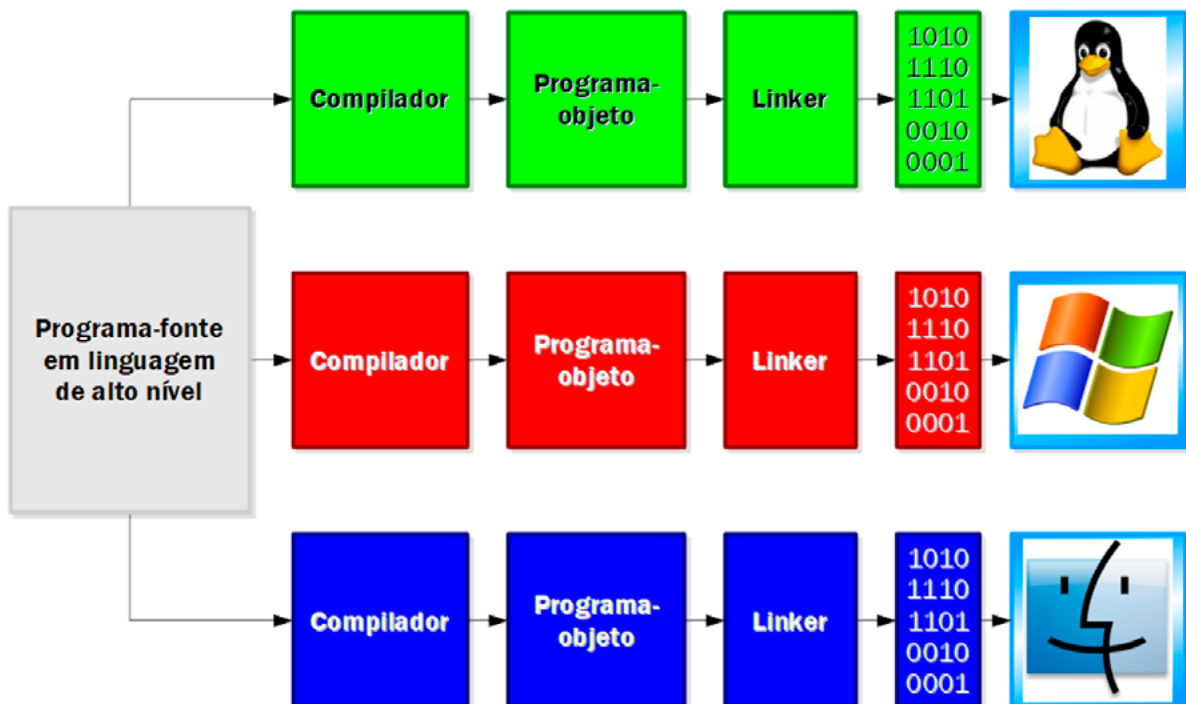 Programa-fonte
em linguagem
de alto nível
Compilador
Programa-
objeto
Linker
1010
1110
1101
0010
0001
Compilador
Programa-
objeto
Linker
1010
1110
1101
0010
0001
Compilador
Programa-
objeto
Linker
1010
1110
1101
0010
0001